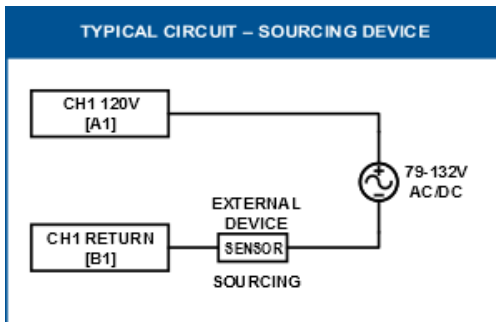 TYPICAL CIRCUIT – SOURCING DEVICE
CH1 120V
[A1]
79-132V
AC/DC
EXTERNAL
DEVICE
CH1 RETURN
[B1]
SENSOR
SOURCING